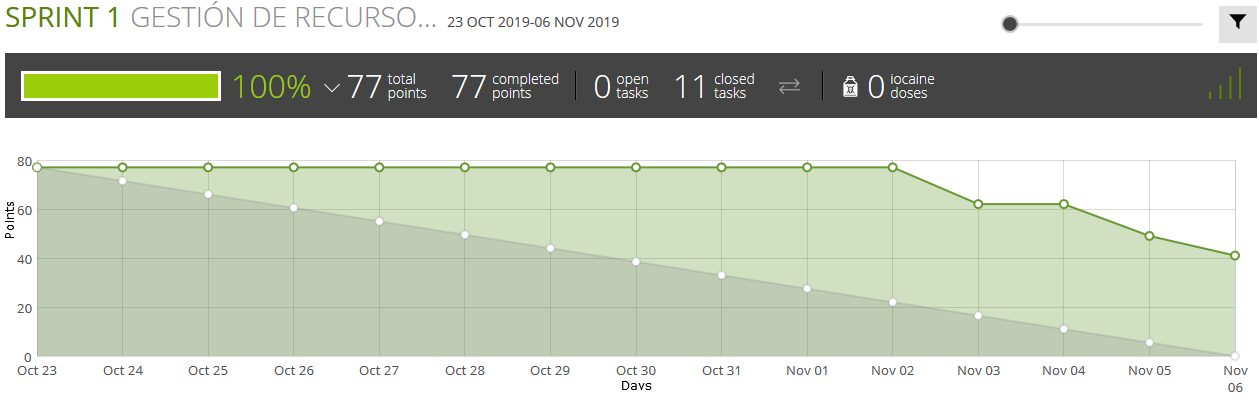 SPRINT 1 GESTIÓN DE RECURSO... 23 OCT 2019-06 NOV 2019
100% 77 total points 77 completed points 0 open tasks 11 closed tasks 0 iocaine doses
80
60
40
20
0
Points
Oct 23 Oct 24 Oct 25 Oct 26 Oct 27 Oct 28 Oct 29 Oct 30 Oct 31 Nov 01 Nov 02 Nov 03 Nov 04 Nov 05 Nov 06
Days